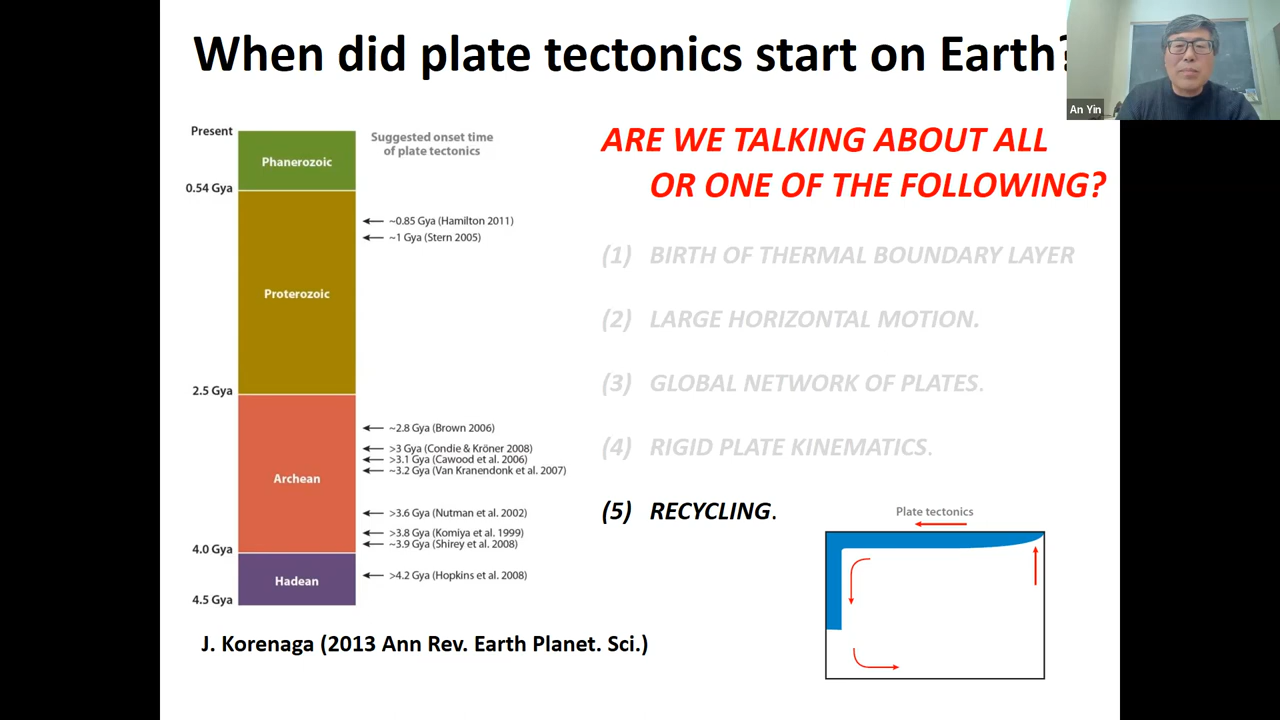 When did plate tectonics start on Earth?
An Yin
Present
Suggested onset time
of plate tectonics
Phanerozoic
0.54 Gya
~0.85 Gya (Hamilton 2011)
~1 Gya (Stern 2005)
Proterozoic
2.5 Gya
~2.8 Gya (Brown 2006)
>3 Gya (Condie & Kröner 2008)
>3.1 Gya (Cawood et al. 2006)
~3.2 Gya (Van Kranendonk et al. 2007)
Archean
>3.6 Gya (Nutman et al. 2002)
>3.8 Gya (Komiya et al. 1999)
~3.9 Gya (Shirey et al. 2008)
4.0 Gya
Hadean
>4.2 Gya (Hopkins et al. 2008)
4.5 Gya
J. Korenaga (2013 Ann Rev. Earth Planet. Sci.)
ARE WE TALKING ABOUT ALL
OR ONE OF THE FOLLOWING?
(1) BIRTH OF THERMAL BOUNDARY LAYER
(2) LARGE HORIZONTAL MOTION.
(3) GLOBAL NETWORK OF PLATES.
(4) RIGID PLATE KINEMATICS.
(5) RECYCLING.
Plate tectonics